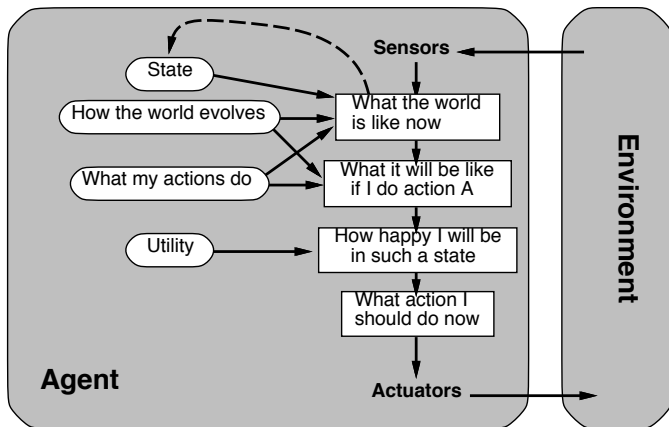 Sensors
State
What the world
is like now
How the world evolves
What it will be like
if I do action A
What my actions do
How happy I will be
in such a state
Utility
What action I
should do now
Agent
Actuators
Environment